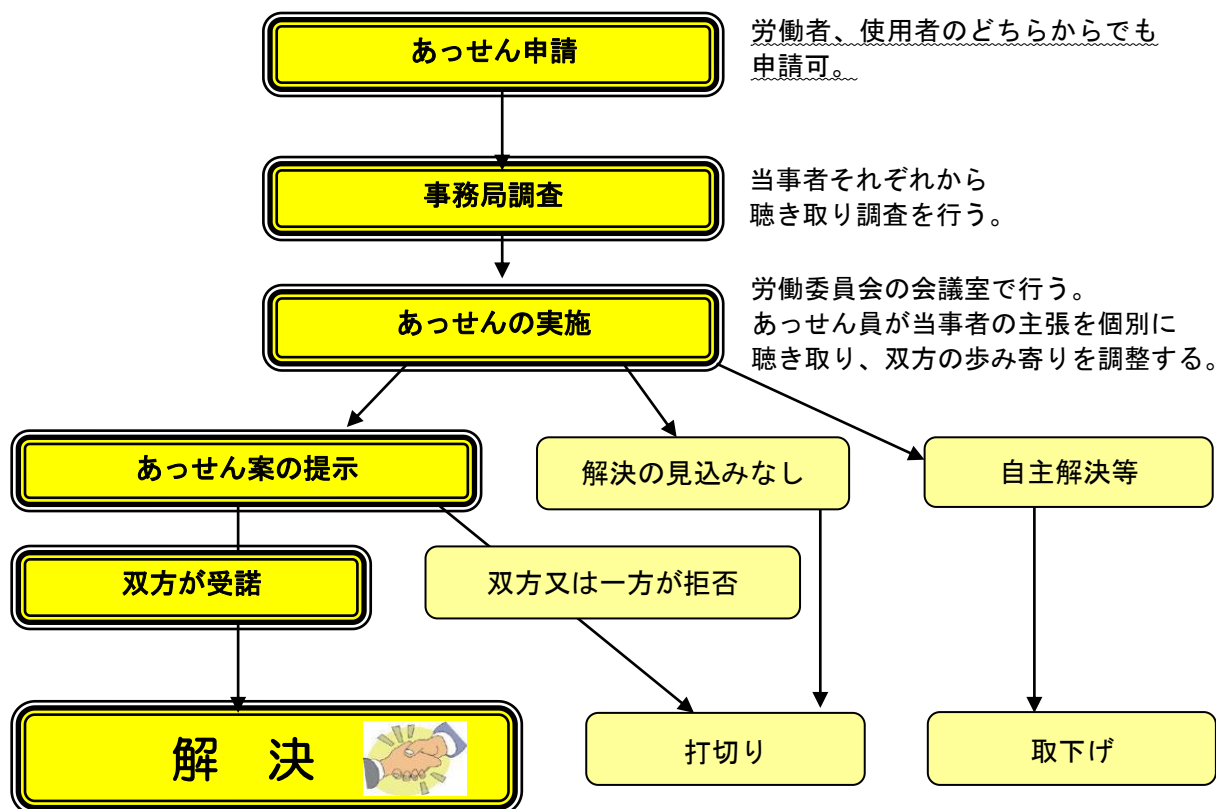 あっせん申請
労働者、使用者のどちらからでも
申請可。
事務局調査
当事者それぞれから
聴き取り調査を行う。
あっせんの実施
労働委員会の会議室で行う。
あっせん員が当事者の主張を個別に
聴き取り、双方の歩み寄りを調整する。
あっせん案の提示
解決の見込みなし
自主解決等
双方が受諾
双方又は一方が拒否
解　決
打切り
取下げ